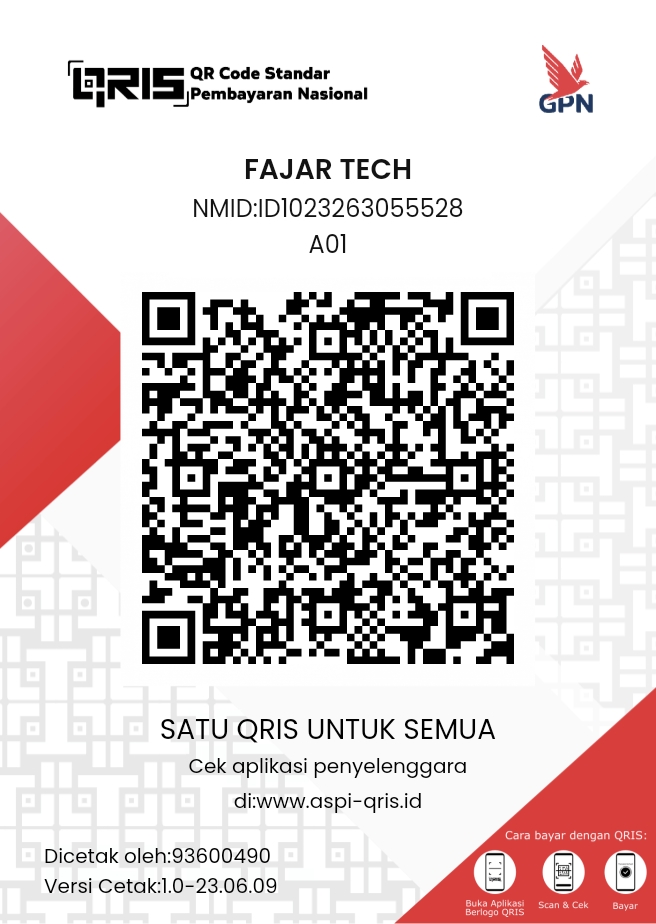 QRIS QR Code Standar
Pembayaran Nasional
GPN
FAJAR TECH
NMID:ID1023263055528
A01
SATU QRIS UNTUK SEMUA
Cek aplikasi penyelenggara
di:www.aspi-qris.id
Dicetak oleh:93600490
Versi Cetak:1.0-23.06.09
Cara bayar dengan QRIS:
Buka Aplikasi
Berlogo QRIS
Scan & Cek
Bayar